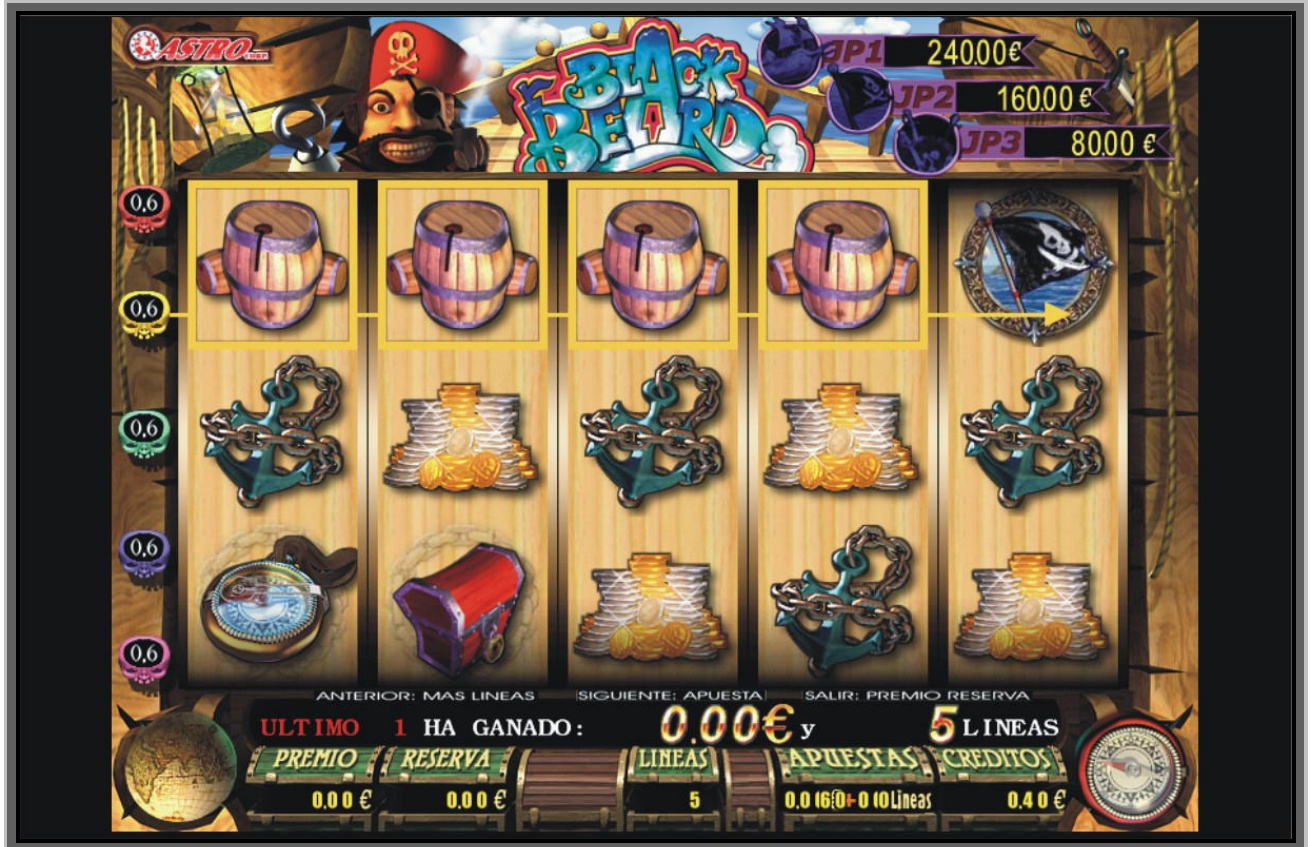 ASTRO CORP.
BLACK BEARD
JP1 240.00€
JP2 160.00 €
JP3 80.00 €
0,6
0,6
0,6
0,6
0,6
ANTERIOR: MAS LINEAS SIGUIENTE: APUESTA SALIR: PREMIO RESERVA
ULTIMO 1 HA GANADO: 0.00€ y 5 LINEAS
PREMIO RESERVA LINEAS APUESTAS CREDITOS
0,00 € 0,00 € 5 0,40 €